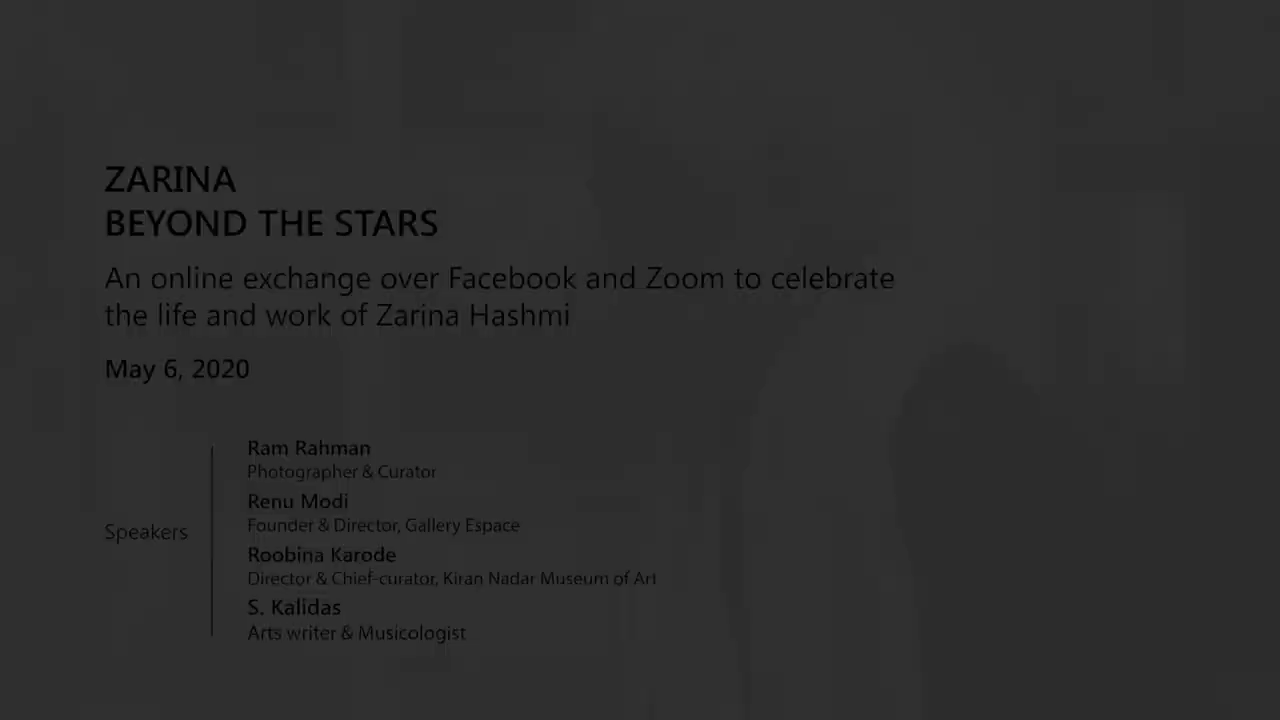 ZARINA
BEYOND THE STARS
An online exchange over Facebook and Zoom to celebrate
the life and work of Zarina Hashmi
May 6, 2020
Speakers
Ram Rahman
Photographer & Curator
Renu Modi
Founder & Director, Gallery Espace
Roobina Karode
Director & Chief-curator, Kiran Nadar Museum of Art
S. Kalidas
Arts writer & Musicologist